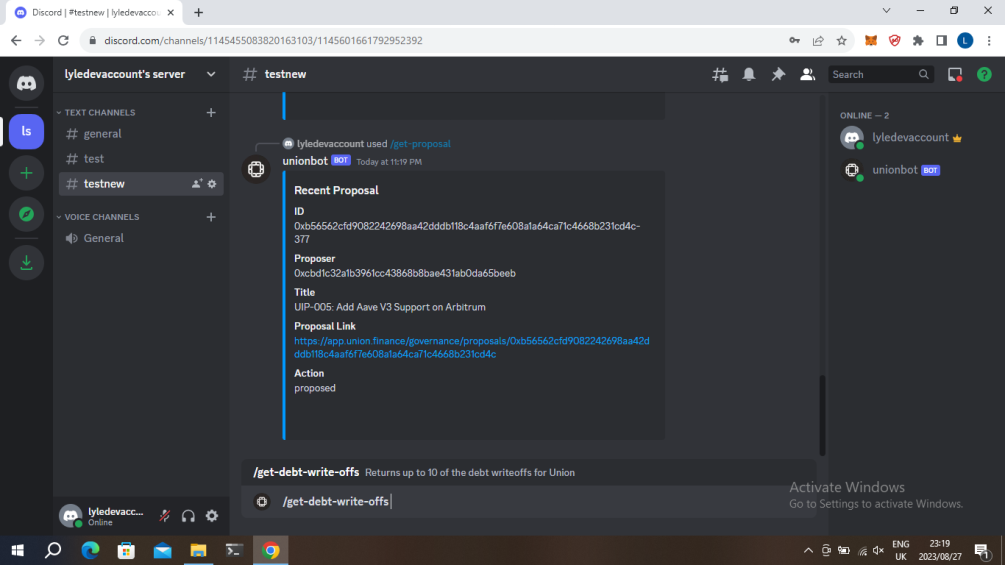 Discord | #testnew | lyledevaccou
discord.com/channels/1145455083820163103/1145601661792952392
L
lyledevaccount's server
# testnew
Search
?
ls
TEXT CHANNELS
# general
# test
# testnew
VOICE CHANNELS
General
lyledevaccount used /get-proposal
unionbot BOT Today at 11:19 PM
Recent Proposal
ID
0xb56562cfd9082242698aa42dddb118c4aaf6f7e608a1a64ca71c4668b231cd4c-
377
Proposer
0xcbd1c32a1b3961cc43868b8bae431ab0da65beeb
Title
UIP-005: Add Aave V3 Support on Arbitrum
Proposal Link
https://app.union.finance/governance/proposals/0xb56562cfd9082242698aa42d
ddb118c4aaf6f7e608a1a64ca71c4668b231cd4c
Action
proposed
/get-debt-write-offs Returns up to 10 of the debt writeoffs for Union
/get-debt-write-offs
ONLINE — 2
lyledevaccount
unionbot BOT
lyledevacc...
Online
Activate Windows
Go to Settings to activate Windows.
ENG
UK
23:19
2023/08/27
1